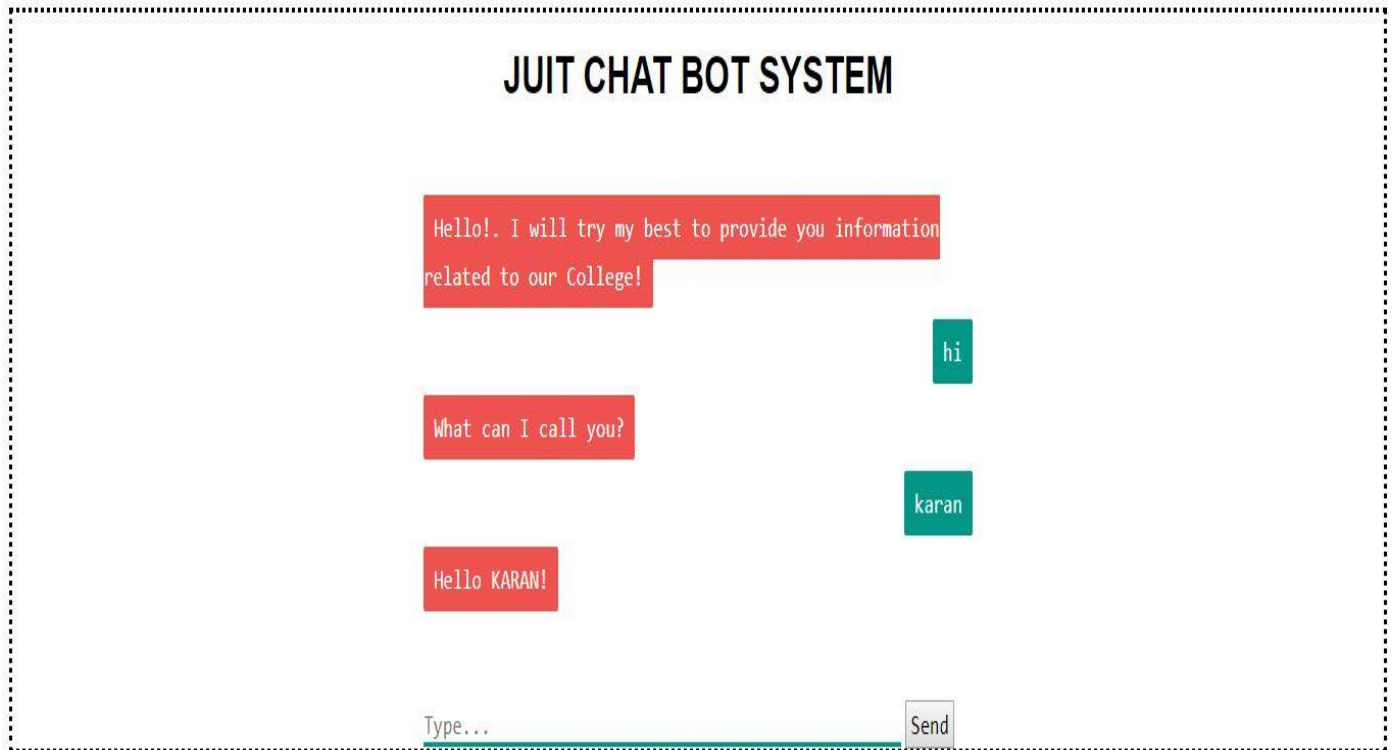 JUIT CHAT BOT SYSTEM
Hello!. I will try my best to provide you information
related to our College!
hi
What can I call you?
karan
Hello KARAN!
Type... Send